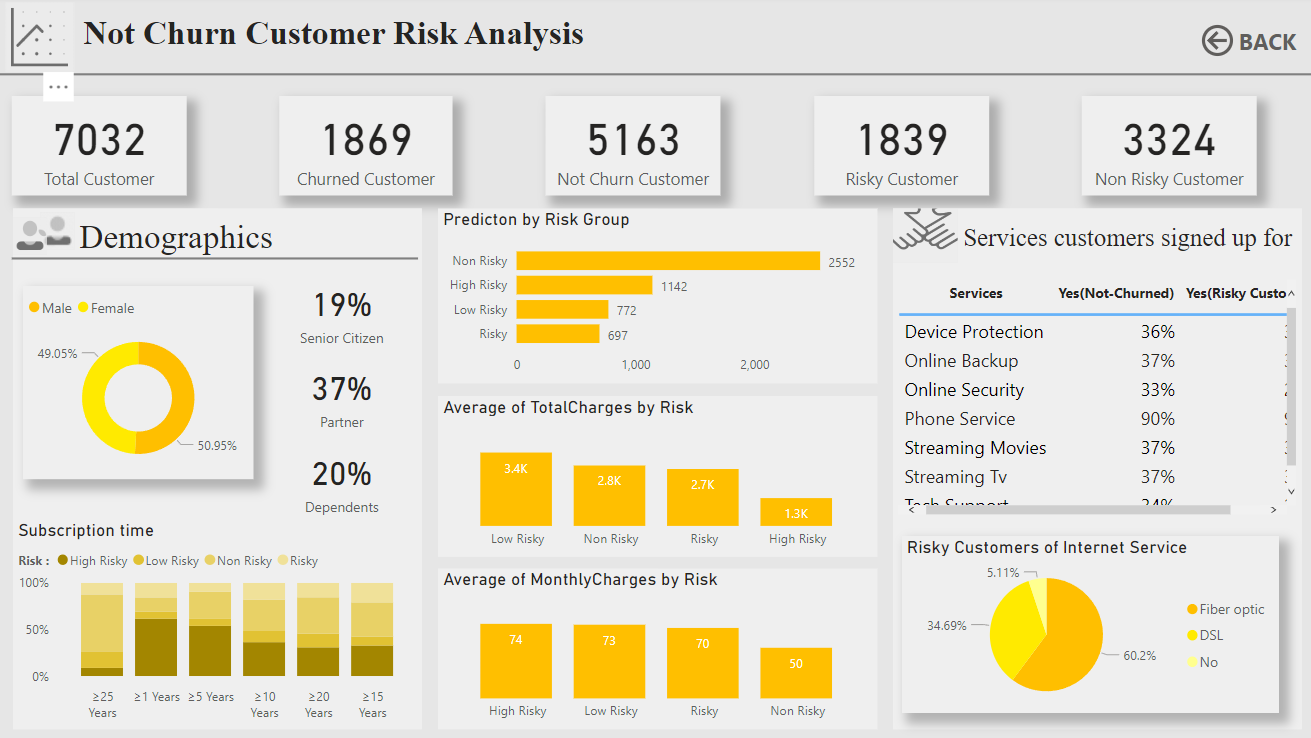 Not Churn Customer Risk Analysis
BACK
7032
Total Customer
1869
Churned Customer
5163
Not Churn Customer
1839
Risky Customer
3324
Non Risky Customer
Demographics
Male Female
49.05%
50.95%
19%
Senior Citizen
37%
Partner
20%
Dependents
Subscription time
Risk : High Risky Low Risky Non Risky Risky
100%
50%
0%
≥25 Years
≥1 Years
≥5 Years
≥10 Years
≥20 Years
≥15 Years
Predicton by Risk Group
Non Risky 2552
High Risky 1142
Low Risky 772
Risky 697
0 1,000 2,000
Average of TotalCharges by Risk
3.4K 2.8K 2.7K 1.3K
Low Risky Non Risky Risky High Risky
Average of MonthlyCharges by Risk
74 73 70 50
High Risky Low Risky Risky Non Risky
Services customers signed up for
Services Yes(Not-Churned) Yes(Risky Custo
Device Protection 36%
Online Backup 37%
Online Security 33%
Phone Service 90%
Streaming Movies 37%
Streaming Tv 37%
Tech Support 34%
Risky Customers of Internet Service
5.11%
34.69%
60.2%
Fiber optic
DSL
No